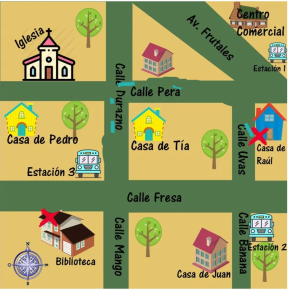 Iglesia
Av. Frutales
Centro
Comercial
Estación 1
Calle Pera
Calle Durazno
Casa de Pedro
Casa de Tía
Calle Uvas
Casa de
Raúl
Estación 3
Calle Fresa
Biblioteca
Calle Mango
Casa de Juan
Calle Banana
Estación 2